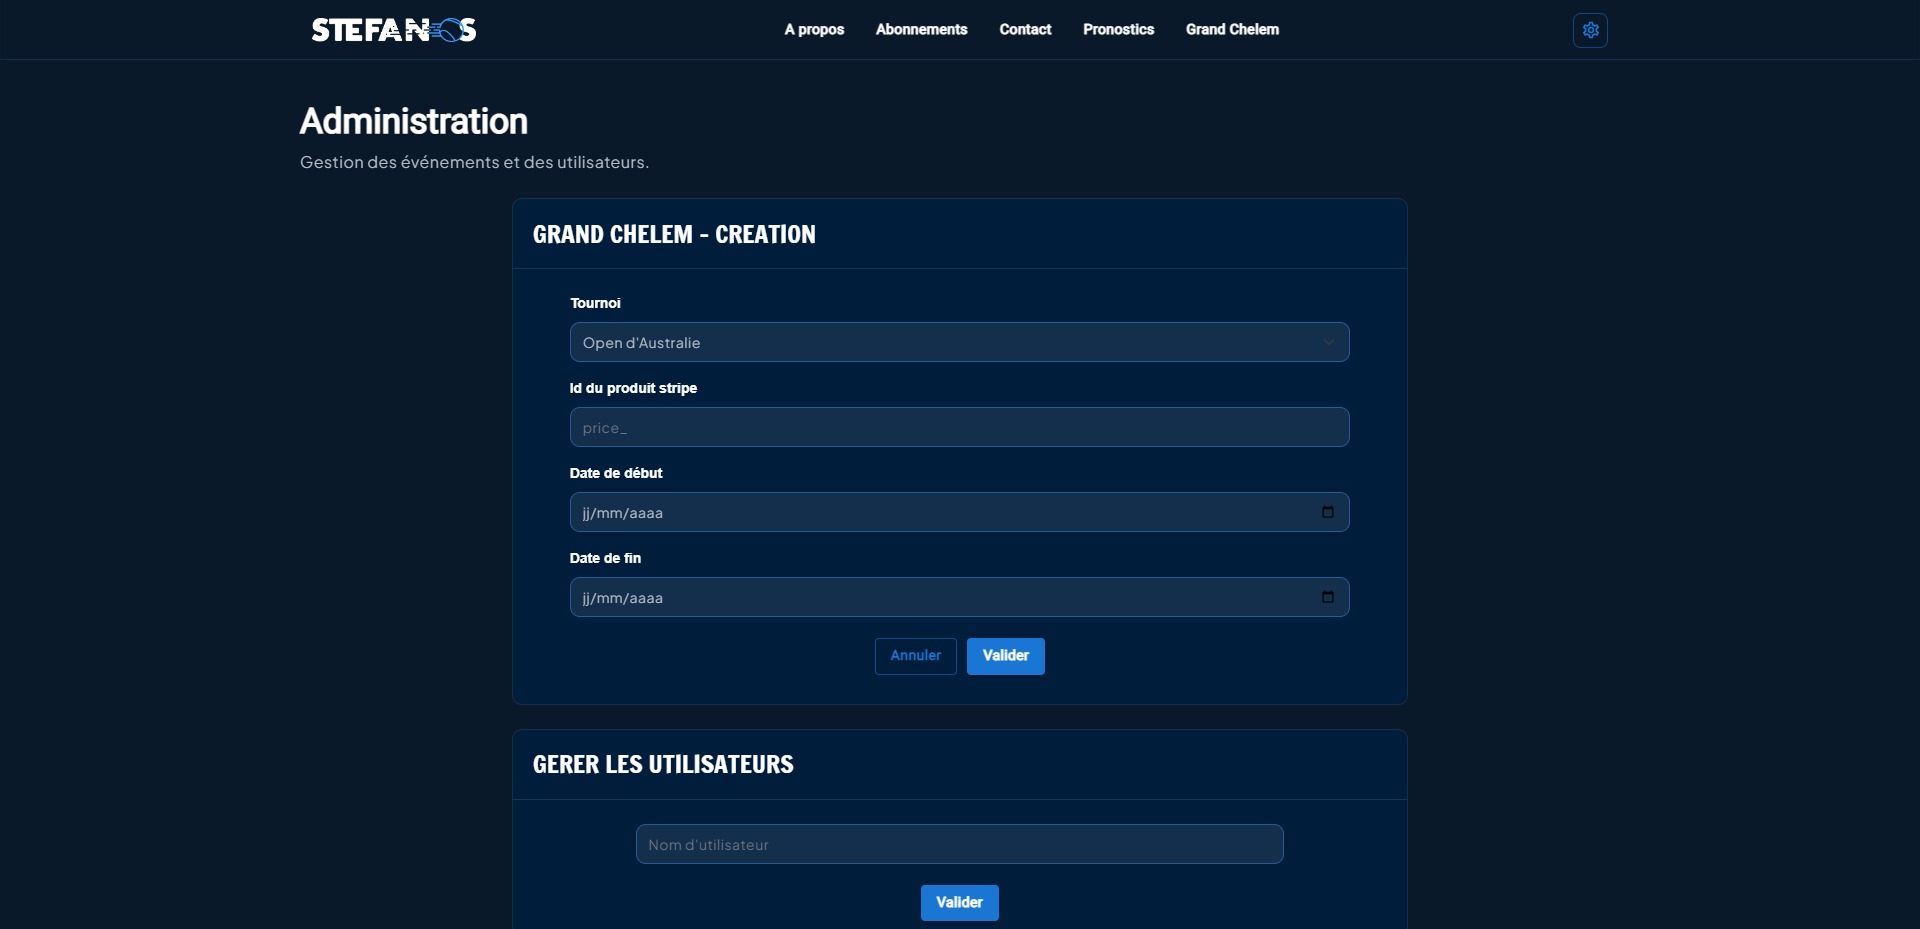 STEFANOS
A propos Abonnements Contact Pronostics Grand Chelem
Administration
Gestion des événements et des utilisateurs.
GRAND CHELEM - CREATION
Tournoi
Open d'Australie
Id du produit stripe
price_
Date de début
jj/mm/aaaa
Date de fin
jj/mm/aaaa
Annuler Valider
GERER LES UTILISATEURS
Nom d'utilisateur
Valider